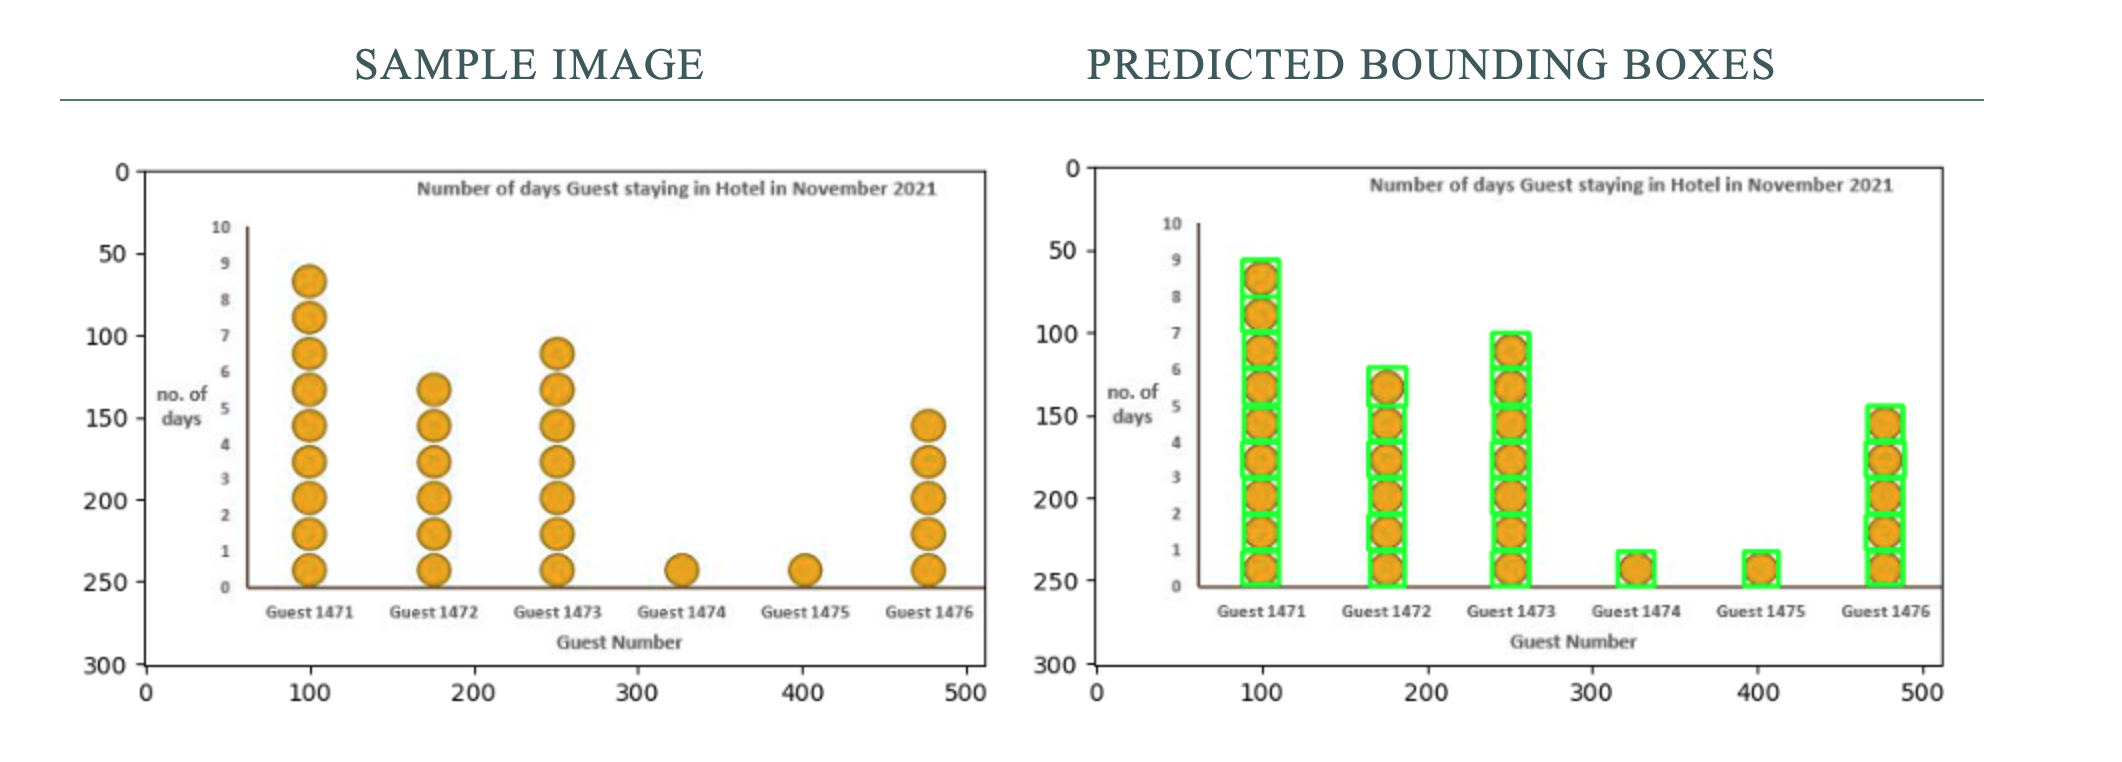 SAMPLE IMAGE
PREDICTED BOUNDING BOXES
0
50
100
150
200
250
300
Number of days Guest staying in Hotel in November 2021
10
9
8
7
6
5
4
3
2
1
0
no. of
days
Guest 1471 Guest 1472 Guest 1473 Guest 1474 Guest 1475 Guest 1476
Guest Number
0 100 200 300 400 500
0
50
100
150
200
250
300
Number of days Guest staying in Hotel in November 2021
10
9
8
7
6
5
4
3
2
1
0
no. of
days
Guest 1471 Guest 1472 Guest 1473 Guest 1474 Guest 1475 Guest 1476
Guest Number
0 100 200 300 400 500